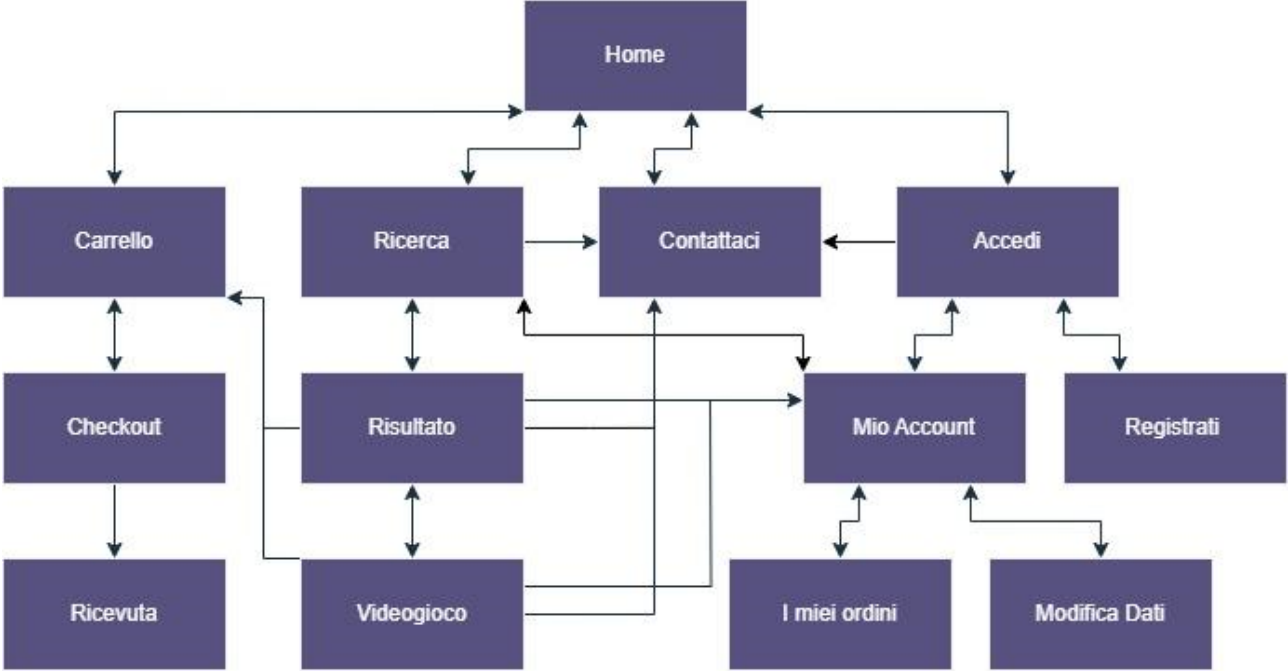 Home
Carrello
Ricerca
Contattaci
Accedi
Checkout
Risultato
Mio Account
Registrati
Ricevuta
Videogioco
I miei ordini
Modifica Dati